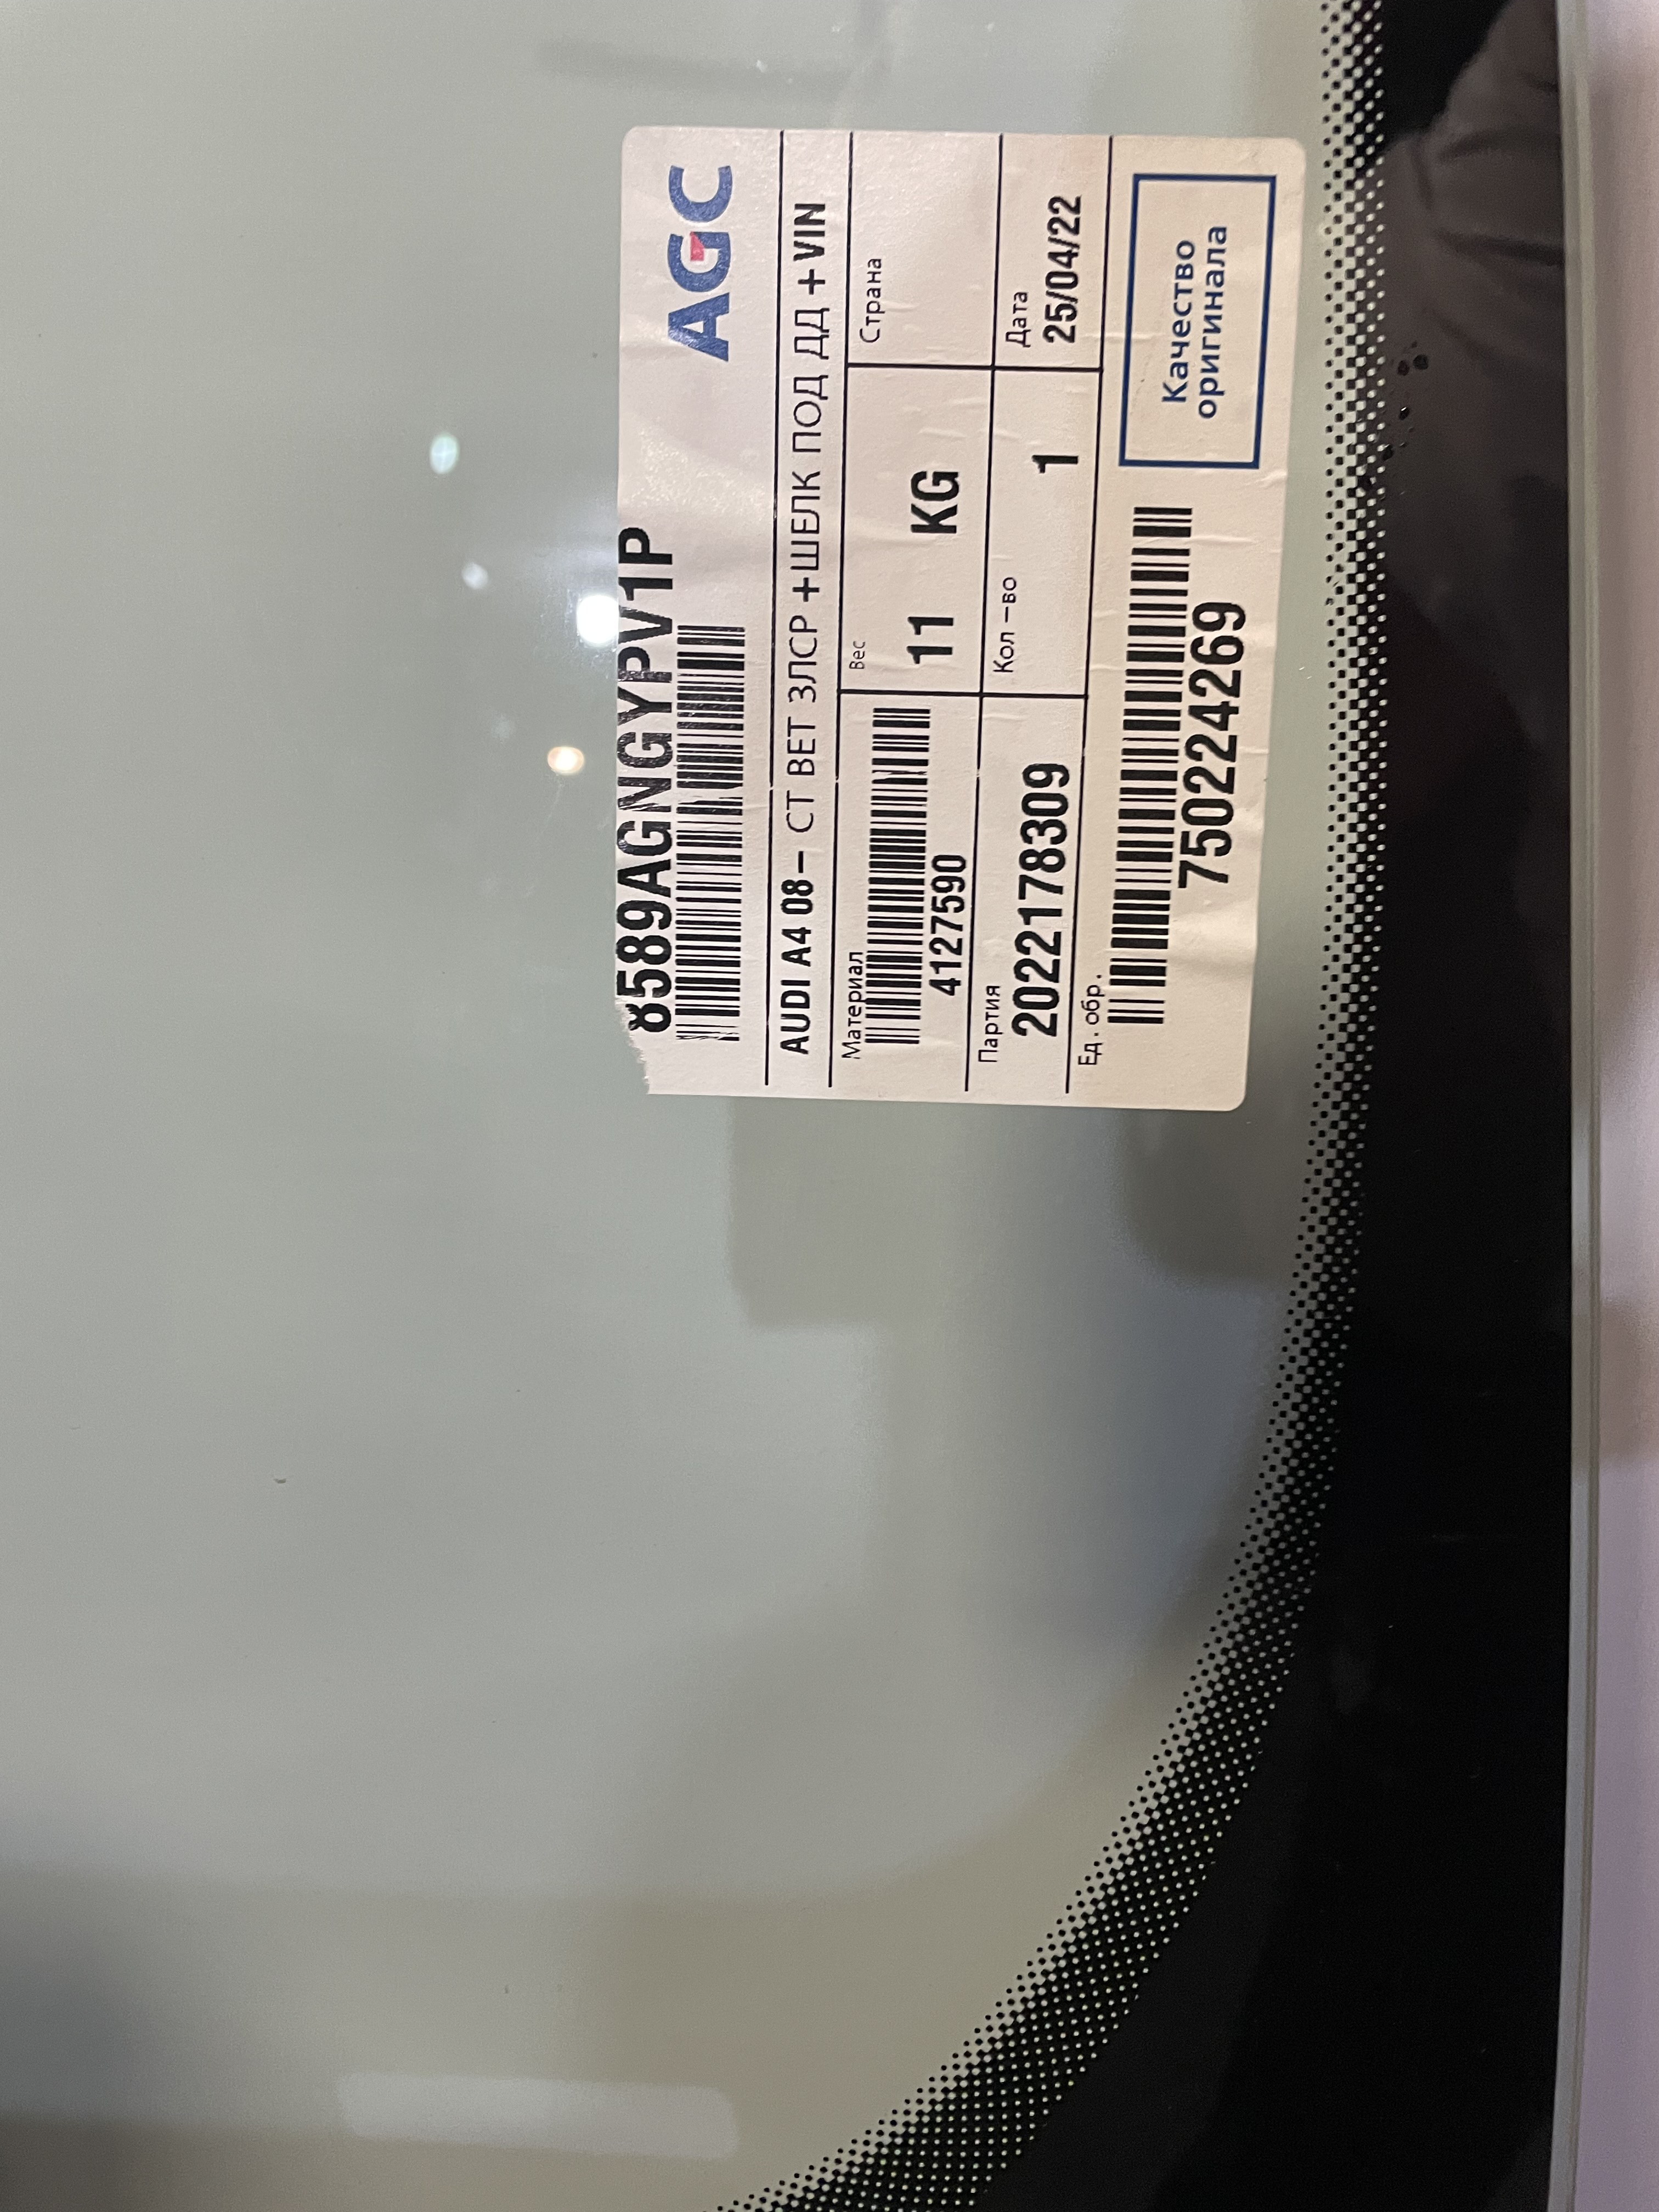 8589AGNGYPV1P
AGC
AUDI A4 08- СТ ВЕТ ЗЛСР +ШЕЛК ПОД ДД +VIN
Материал
4127590
Вес
11 KG
Страна
Партия
2022178309
Кол -во
1
Дата
25/04/22
Ед. обр.
750224269
Качество
оригинала